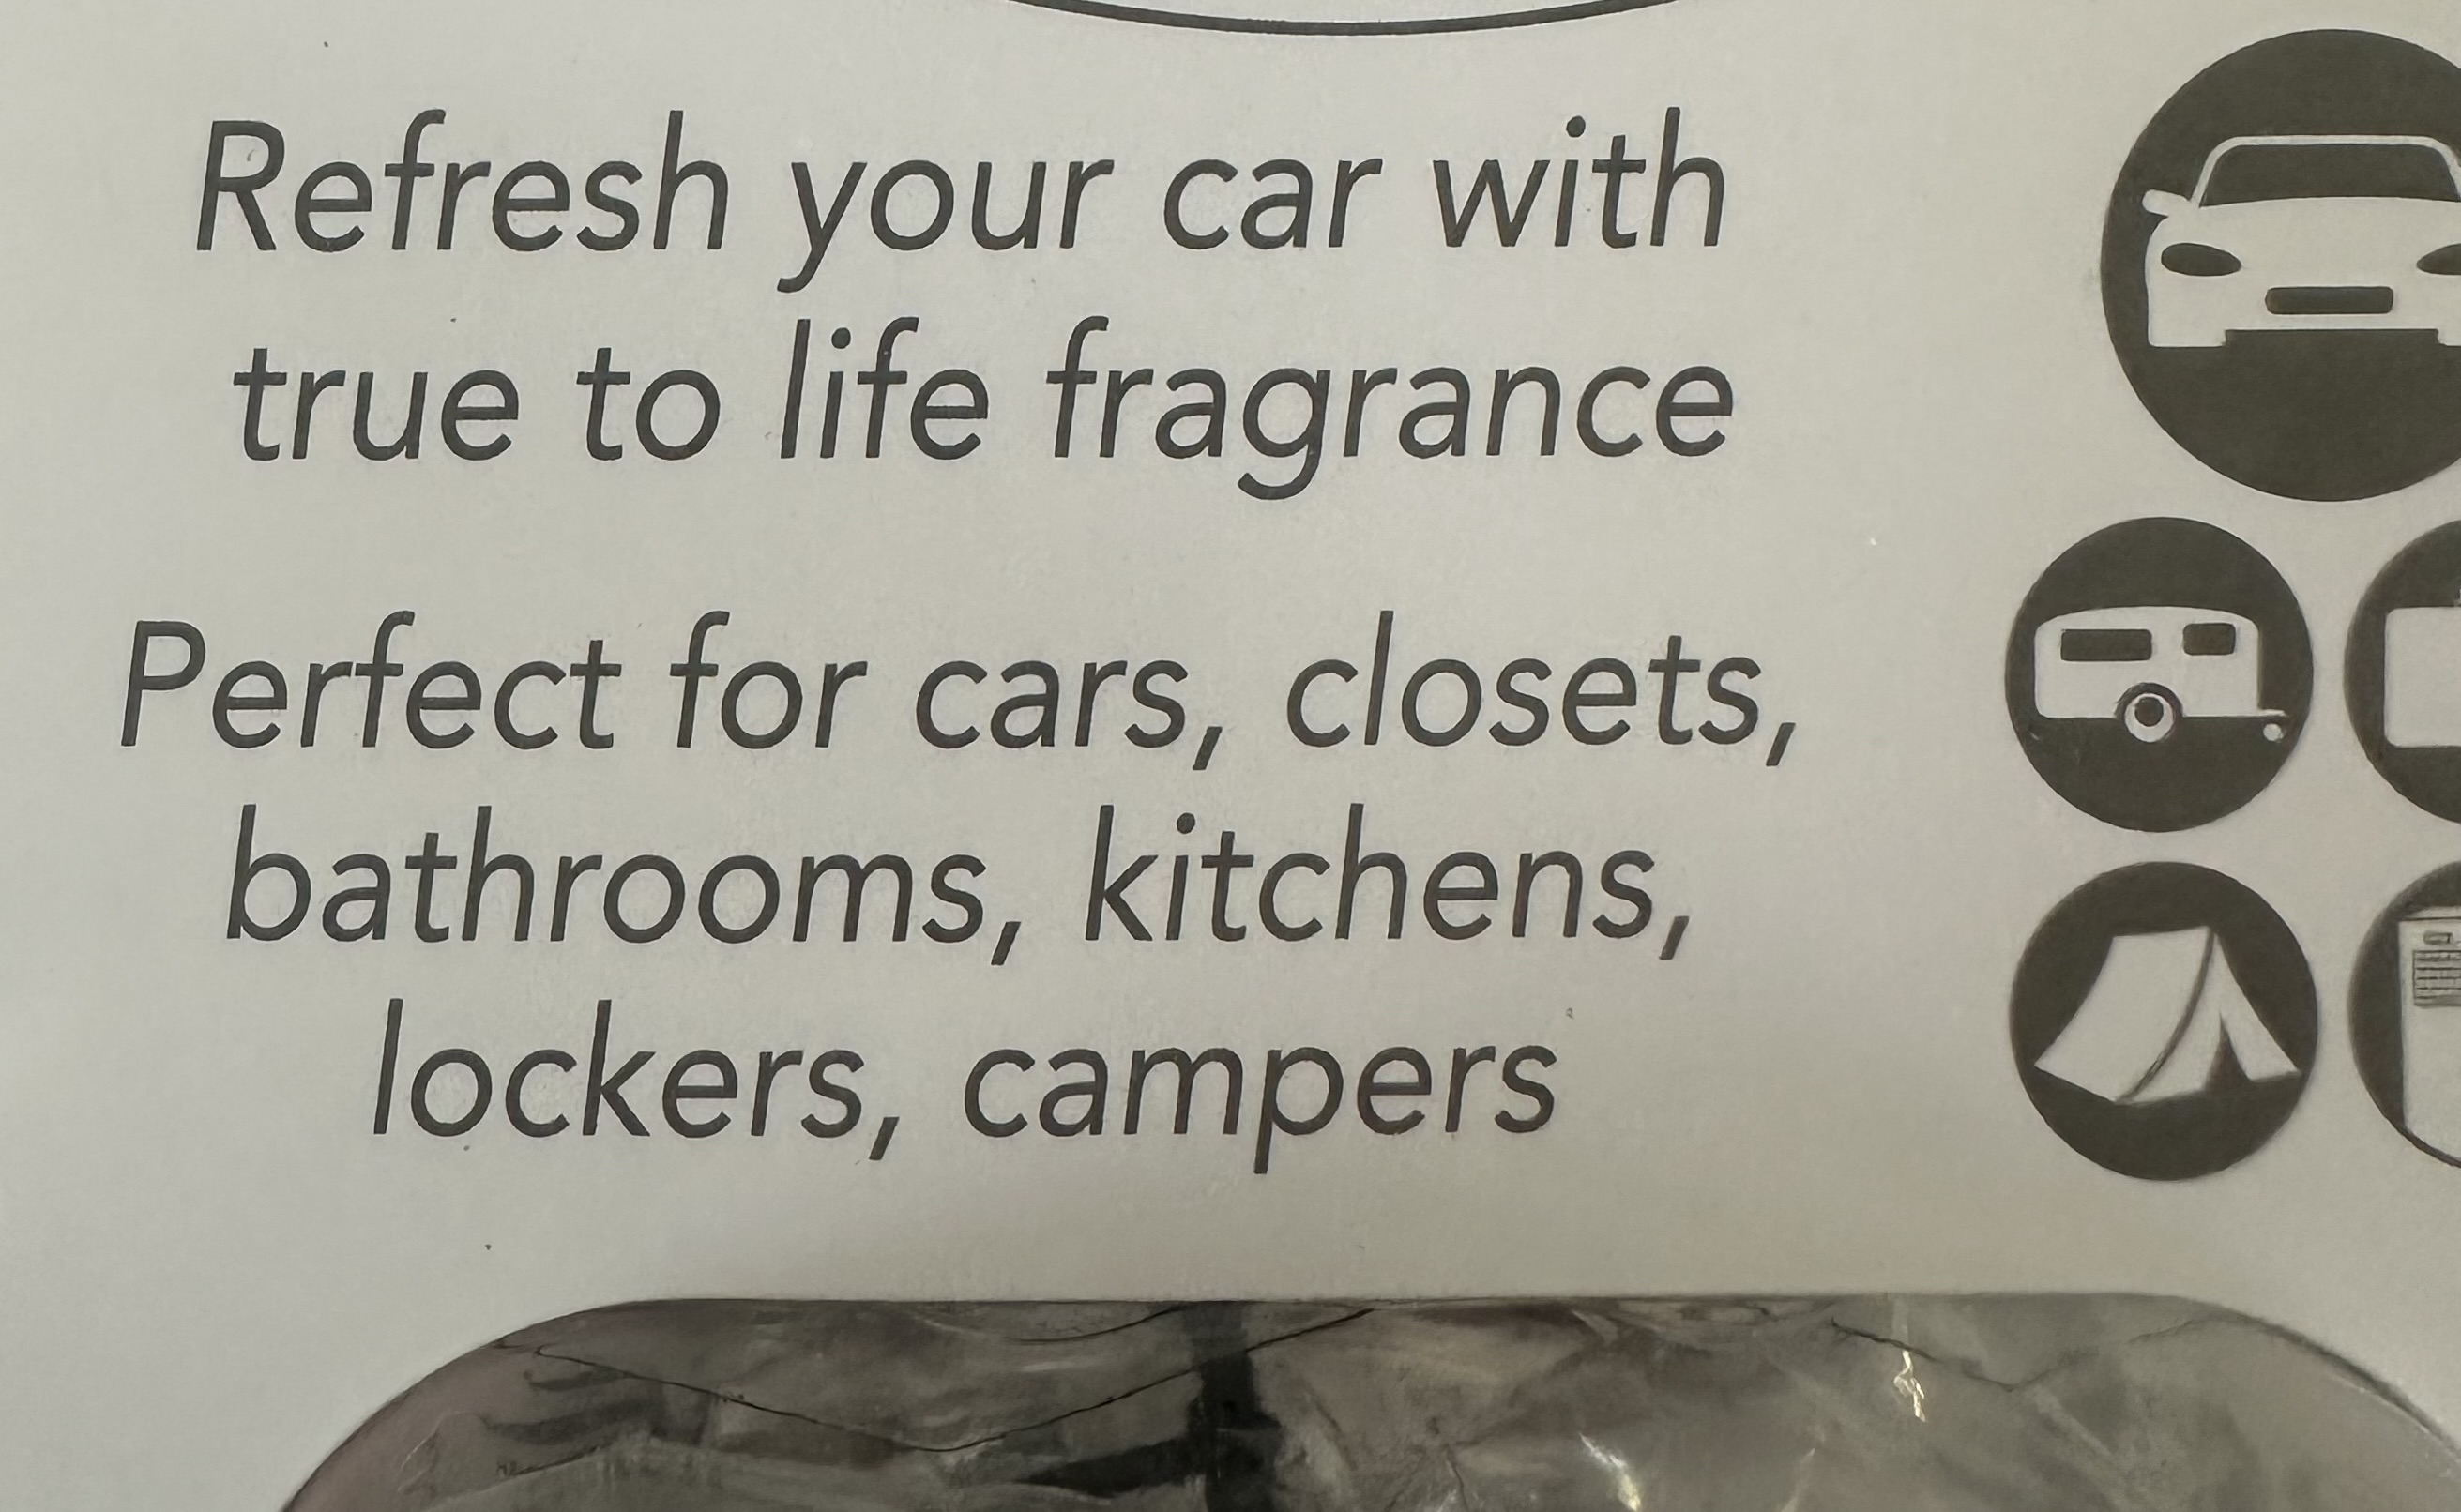 Refresh your car with
true to life fragrance
Perfect for cars, closets,
bathrooms, kitchens,
lockers, campers